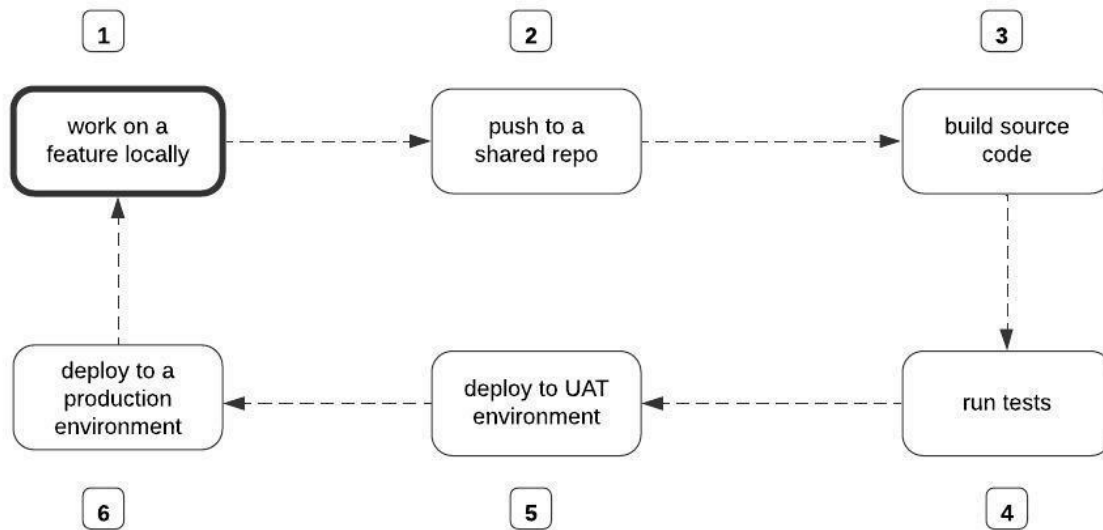 1
2
3
work on a
feature locally
push to a
shared repo
build source
code
deploy to a
production
environment
deploy to UAT
environment
run tests
6
5
4